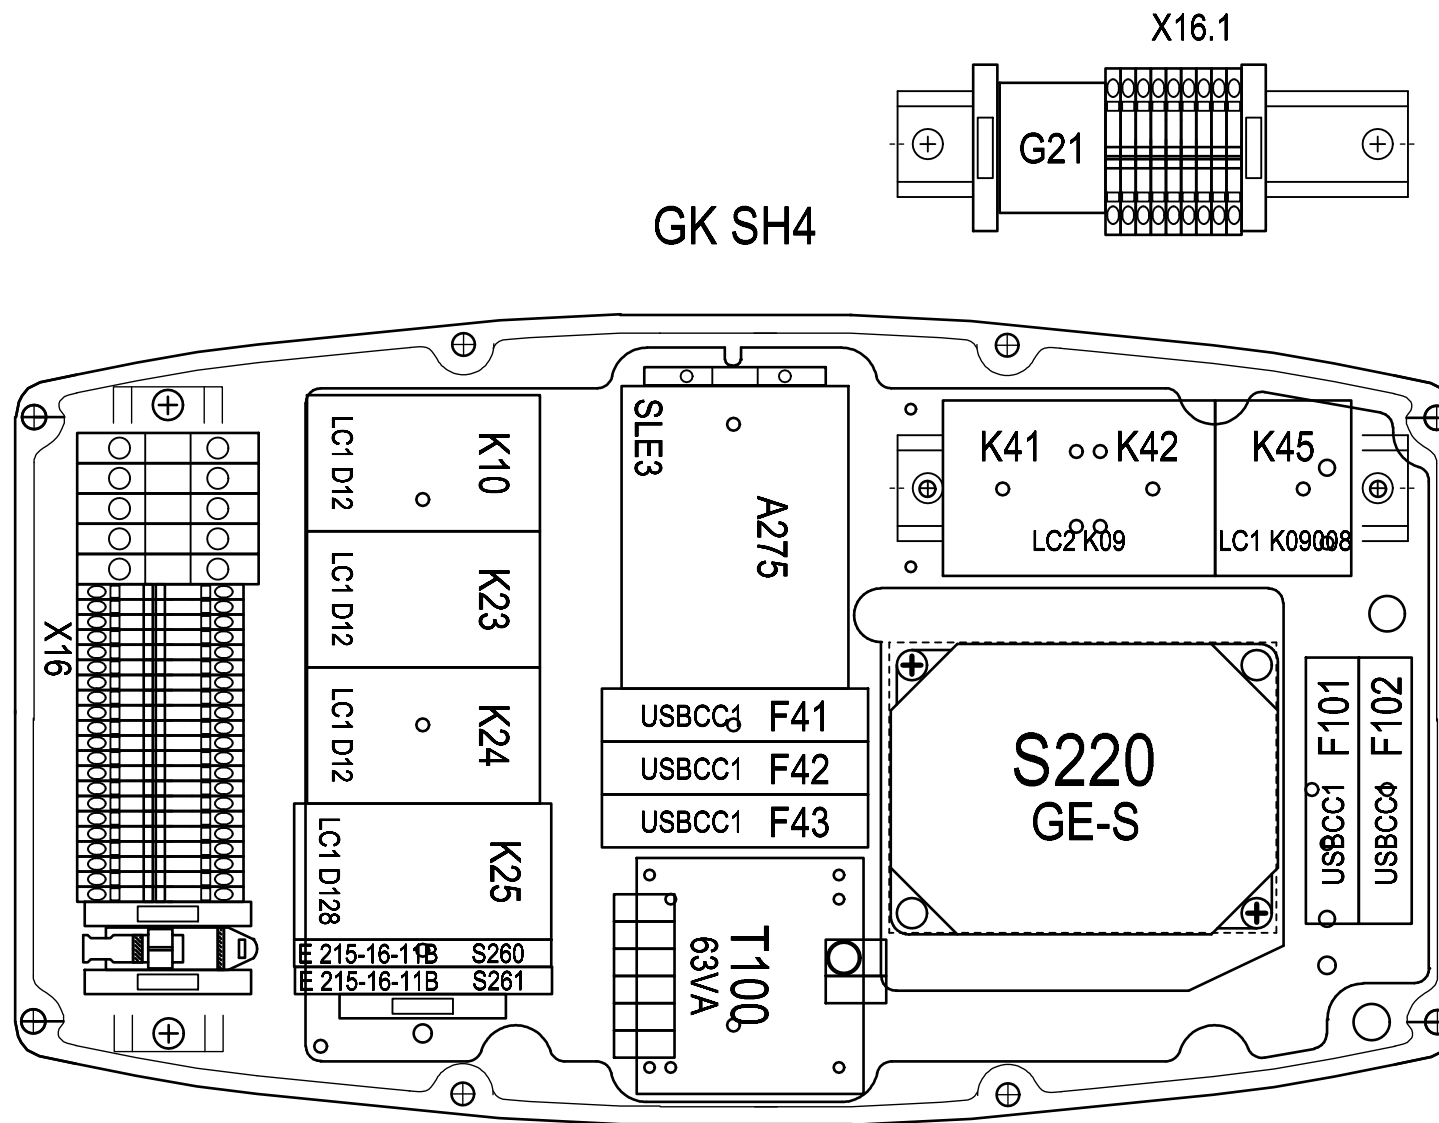 X16.1
G21
GK SH4
X16
LC1 D12 K10
LC1 D12 K23
LC1 D12 K24
LC1 D128 K25
E 215-16-11B S260
E 215-16-11B S261
SLE3
A275
USBCC1 F41
USBCC1 F42
USBCC1 F43
T100
63VA
K41 K42 K45
LC2 K09 LC1 K09008
S220
GE-S
USBCC1 F101
USBCC1 F102